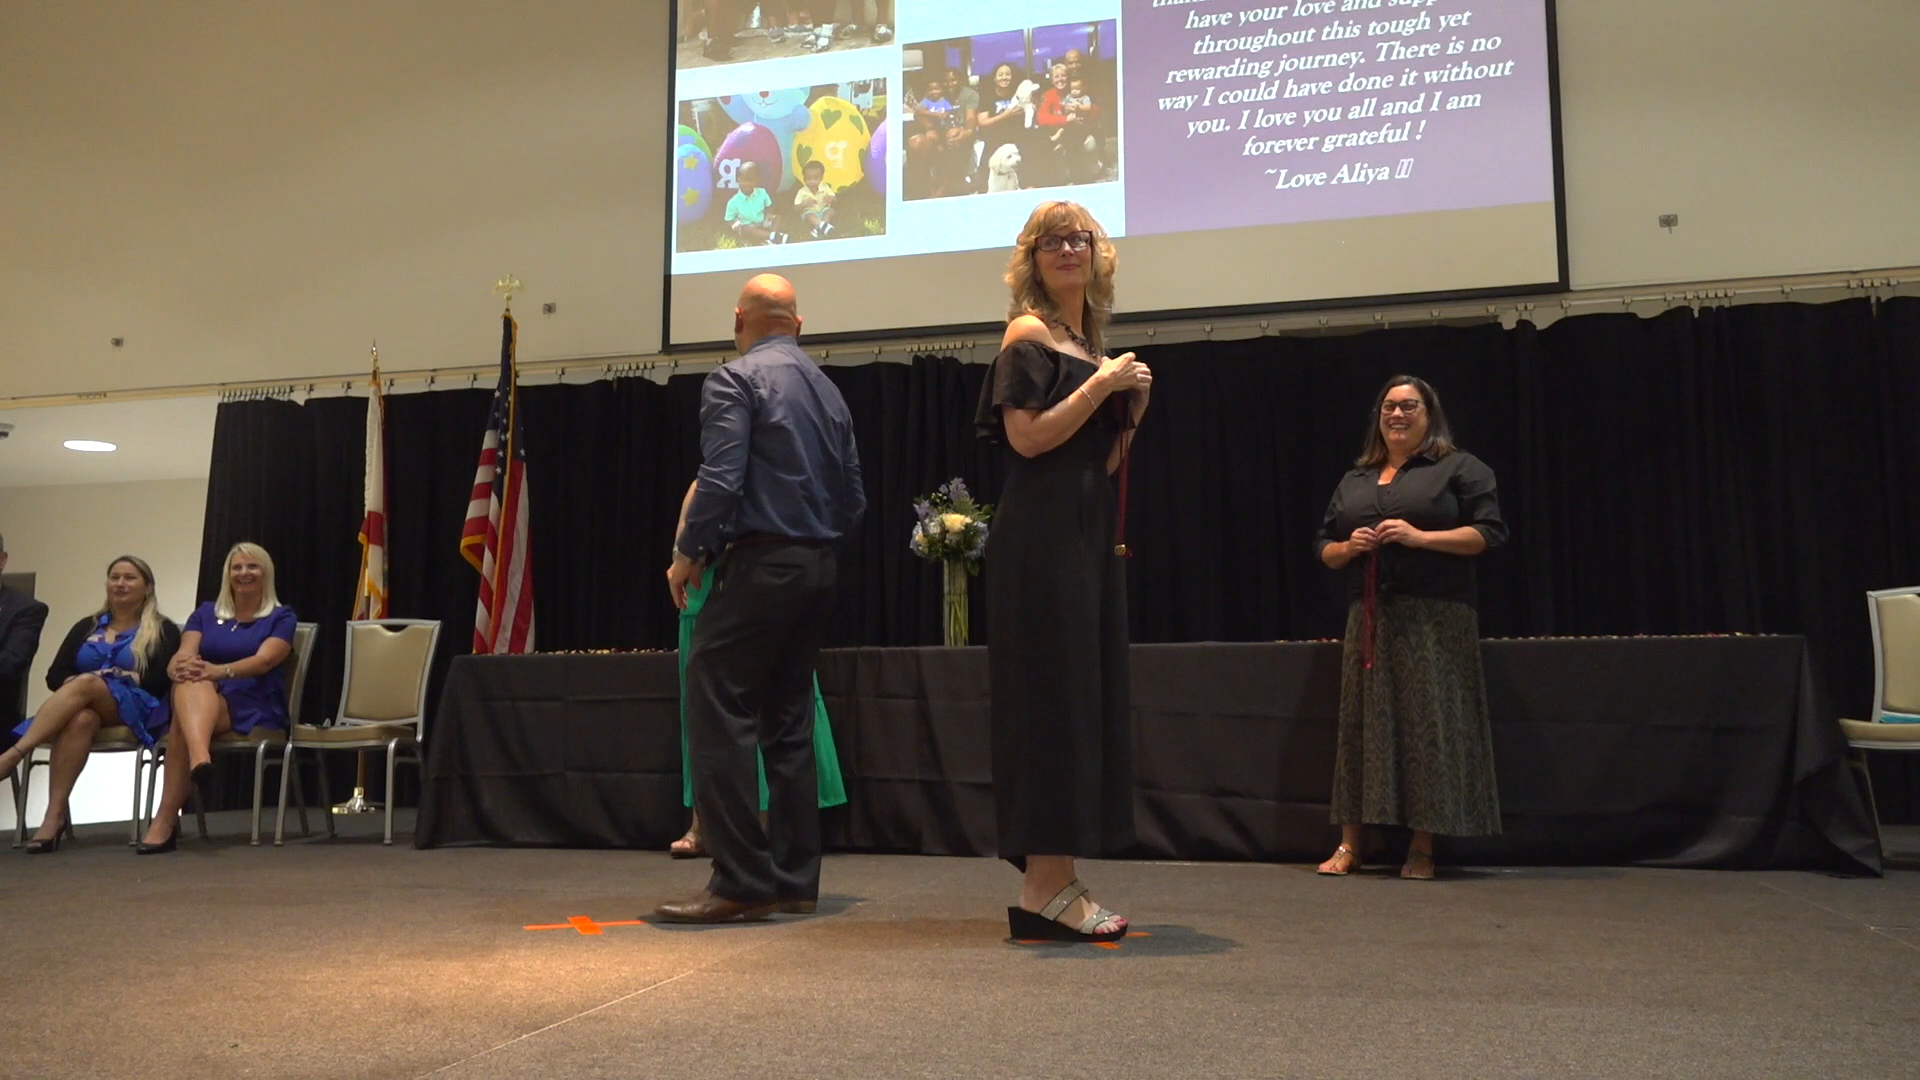 have your love and
throughout this tough yet
rewarding journey. There is no
way I could have done it without
you. I love you all and I am
forever grateful !
~Love Aliya